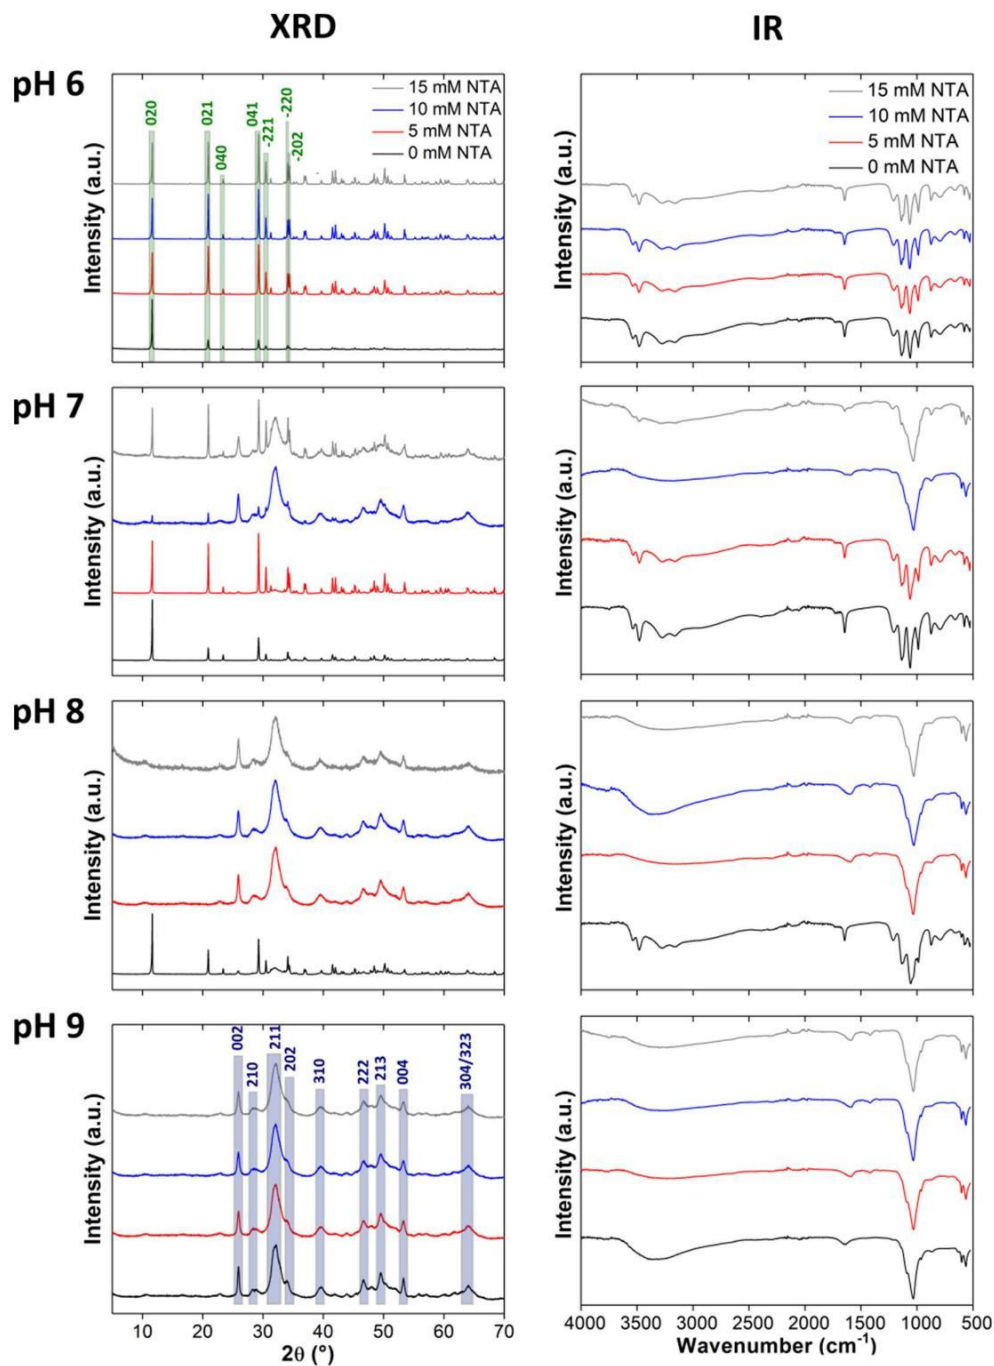 XRD
IR
pH 6
Intensity (a.u.)
020
021
040
041
-221
-220
-202
15 mM NTA
10 mM NTA
5 mM NTA
0 mM NTA
Intensity (a.u.)
15 mM NTA
10 mM NTA
5 mM NTA
0 mM NTA
pH 7
Intensity (a.u.)
Intensity (a.u.)
pH 8
Intensity (a.u.)
Intensity (a.u.)
pH 9
Intensity (a.u.)
002
210
211
202
310
222
213
004
304/323
Intensity (a.u.)
10 20 30 40 50 60 70
2θ (°)
4000 3500 3000 2500 2000 1500 1000 500
Wavenumber (cm⁻¹)